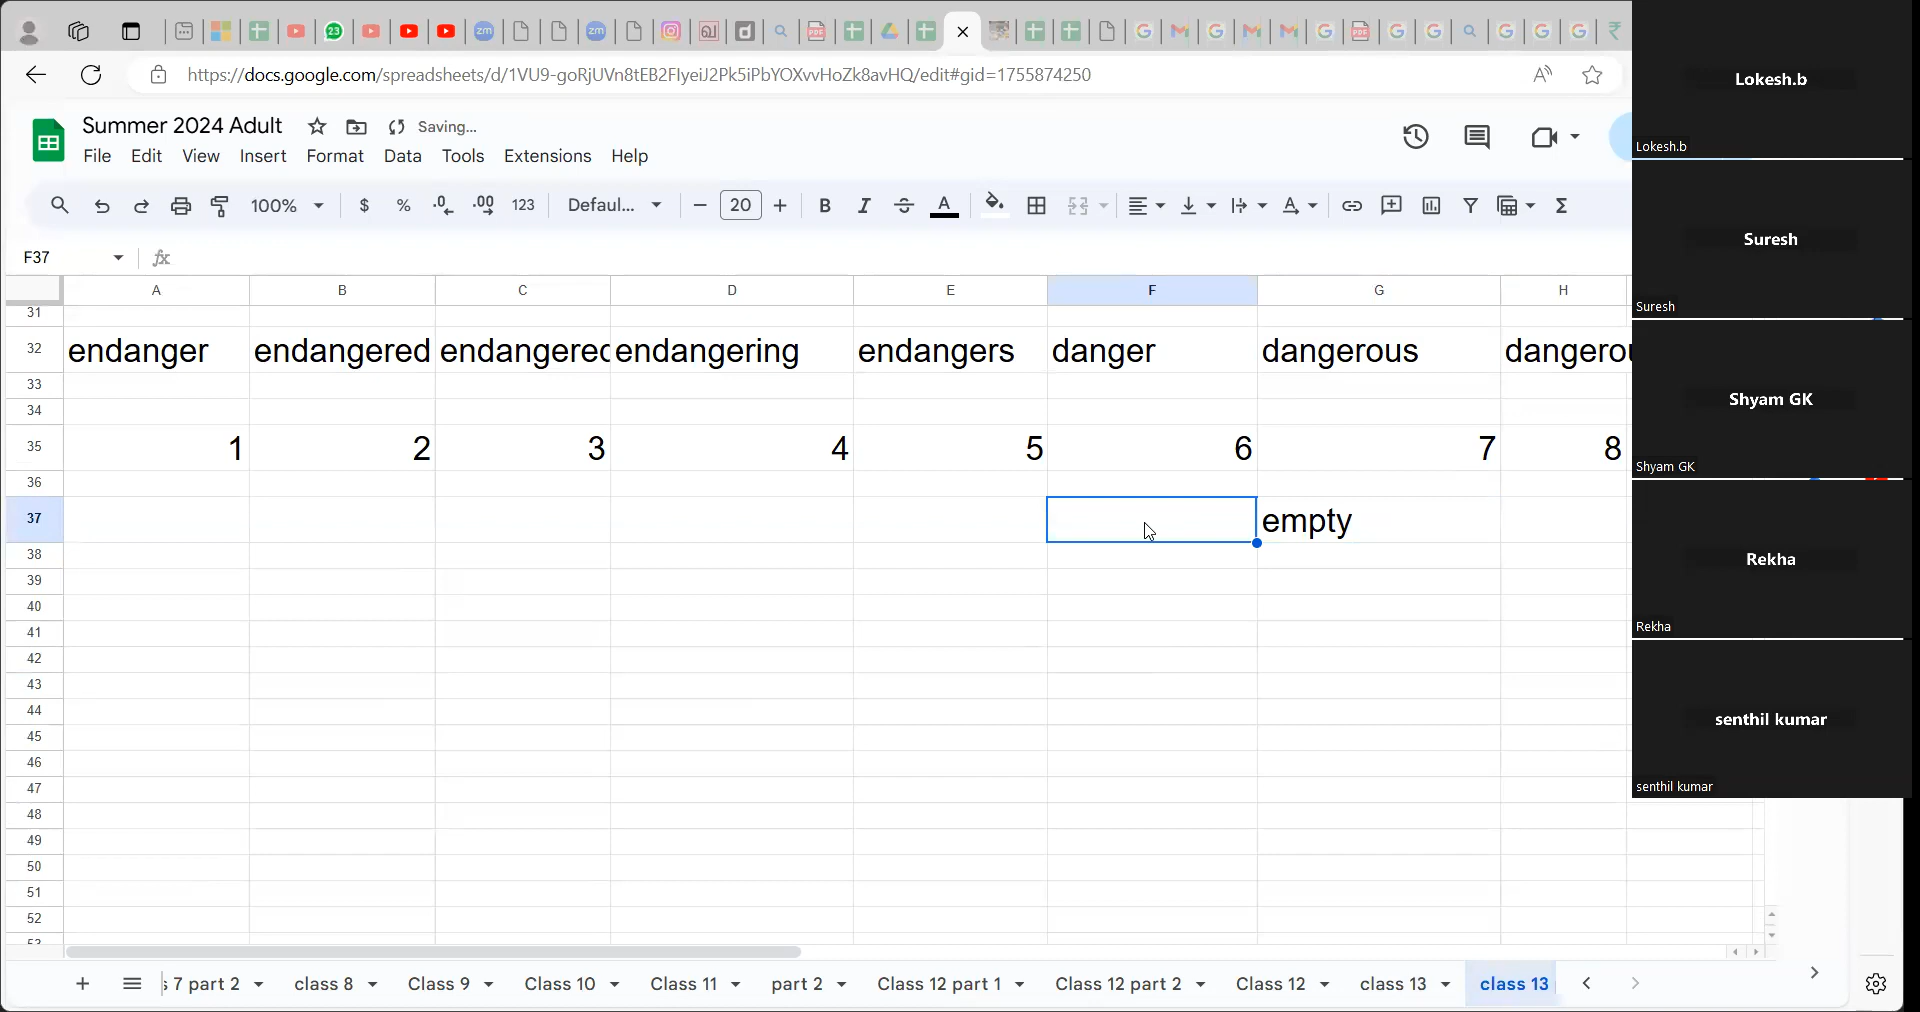 https://docs.google.com/spreadsheets/d/1VU9-goRjUVn8tEB2FIyeiJ2Pk5iPbYOXvvHoZk8avHQ/edit#gid=1755874250
Summer 2024 Adult Saving...
File Edit View Insert Format Data Tools Extensions Help
100% $ % .0 .00 123 Defaul... 20 B I A
F37 fx
A B C D E F G H
31
32 endanger endangered endangered endangering endangers danger dangerous dangerou
33
34
35 1 2 3 4 5 6 7 8
36
37 empty
38
39
40
41
42
43
44
45
46
47
48
49
50
51
52
53
7 part 2 class 8 Class 9 Class 10 Class 11 part 2 Class 12 part 1 Class 12 part 2 Class 12 class 13 class 13
Lokesh.b
Lokesh.b
Suresh
Suresh
Shyam GK
Shyam GK
Rekha
Rekha
senthil kumar
senthil kumar